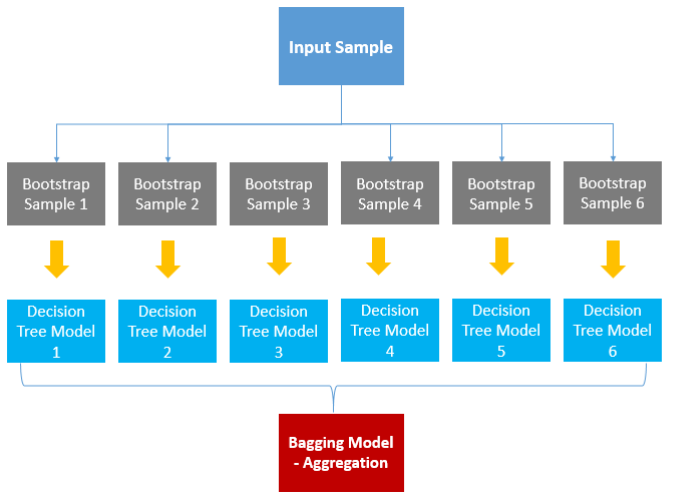 Input Sample
Bootstrap
Sample 1
Bootstrap
Sample 2
Bootstrap
Sample 3
Bootstrap
Sample 4
Bootstrap
Sample 5
Bootstrap
Sample 6
Decision
Tree Model
1
Decision
Tree Model
2
Decision
Tree Model
3
Decision
Tree Model
4
Decision
Tree Model
5
Decision
Tree Model
6
Bagging Model
- Aggregation